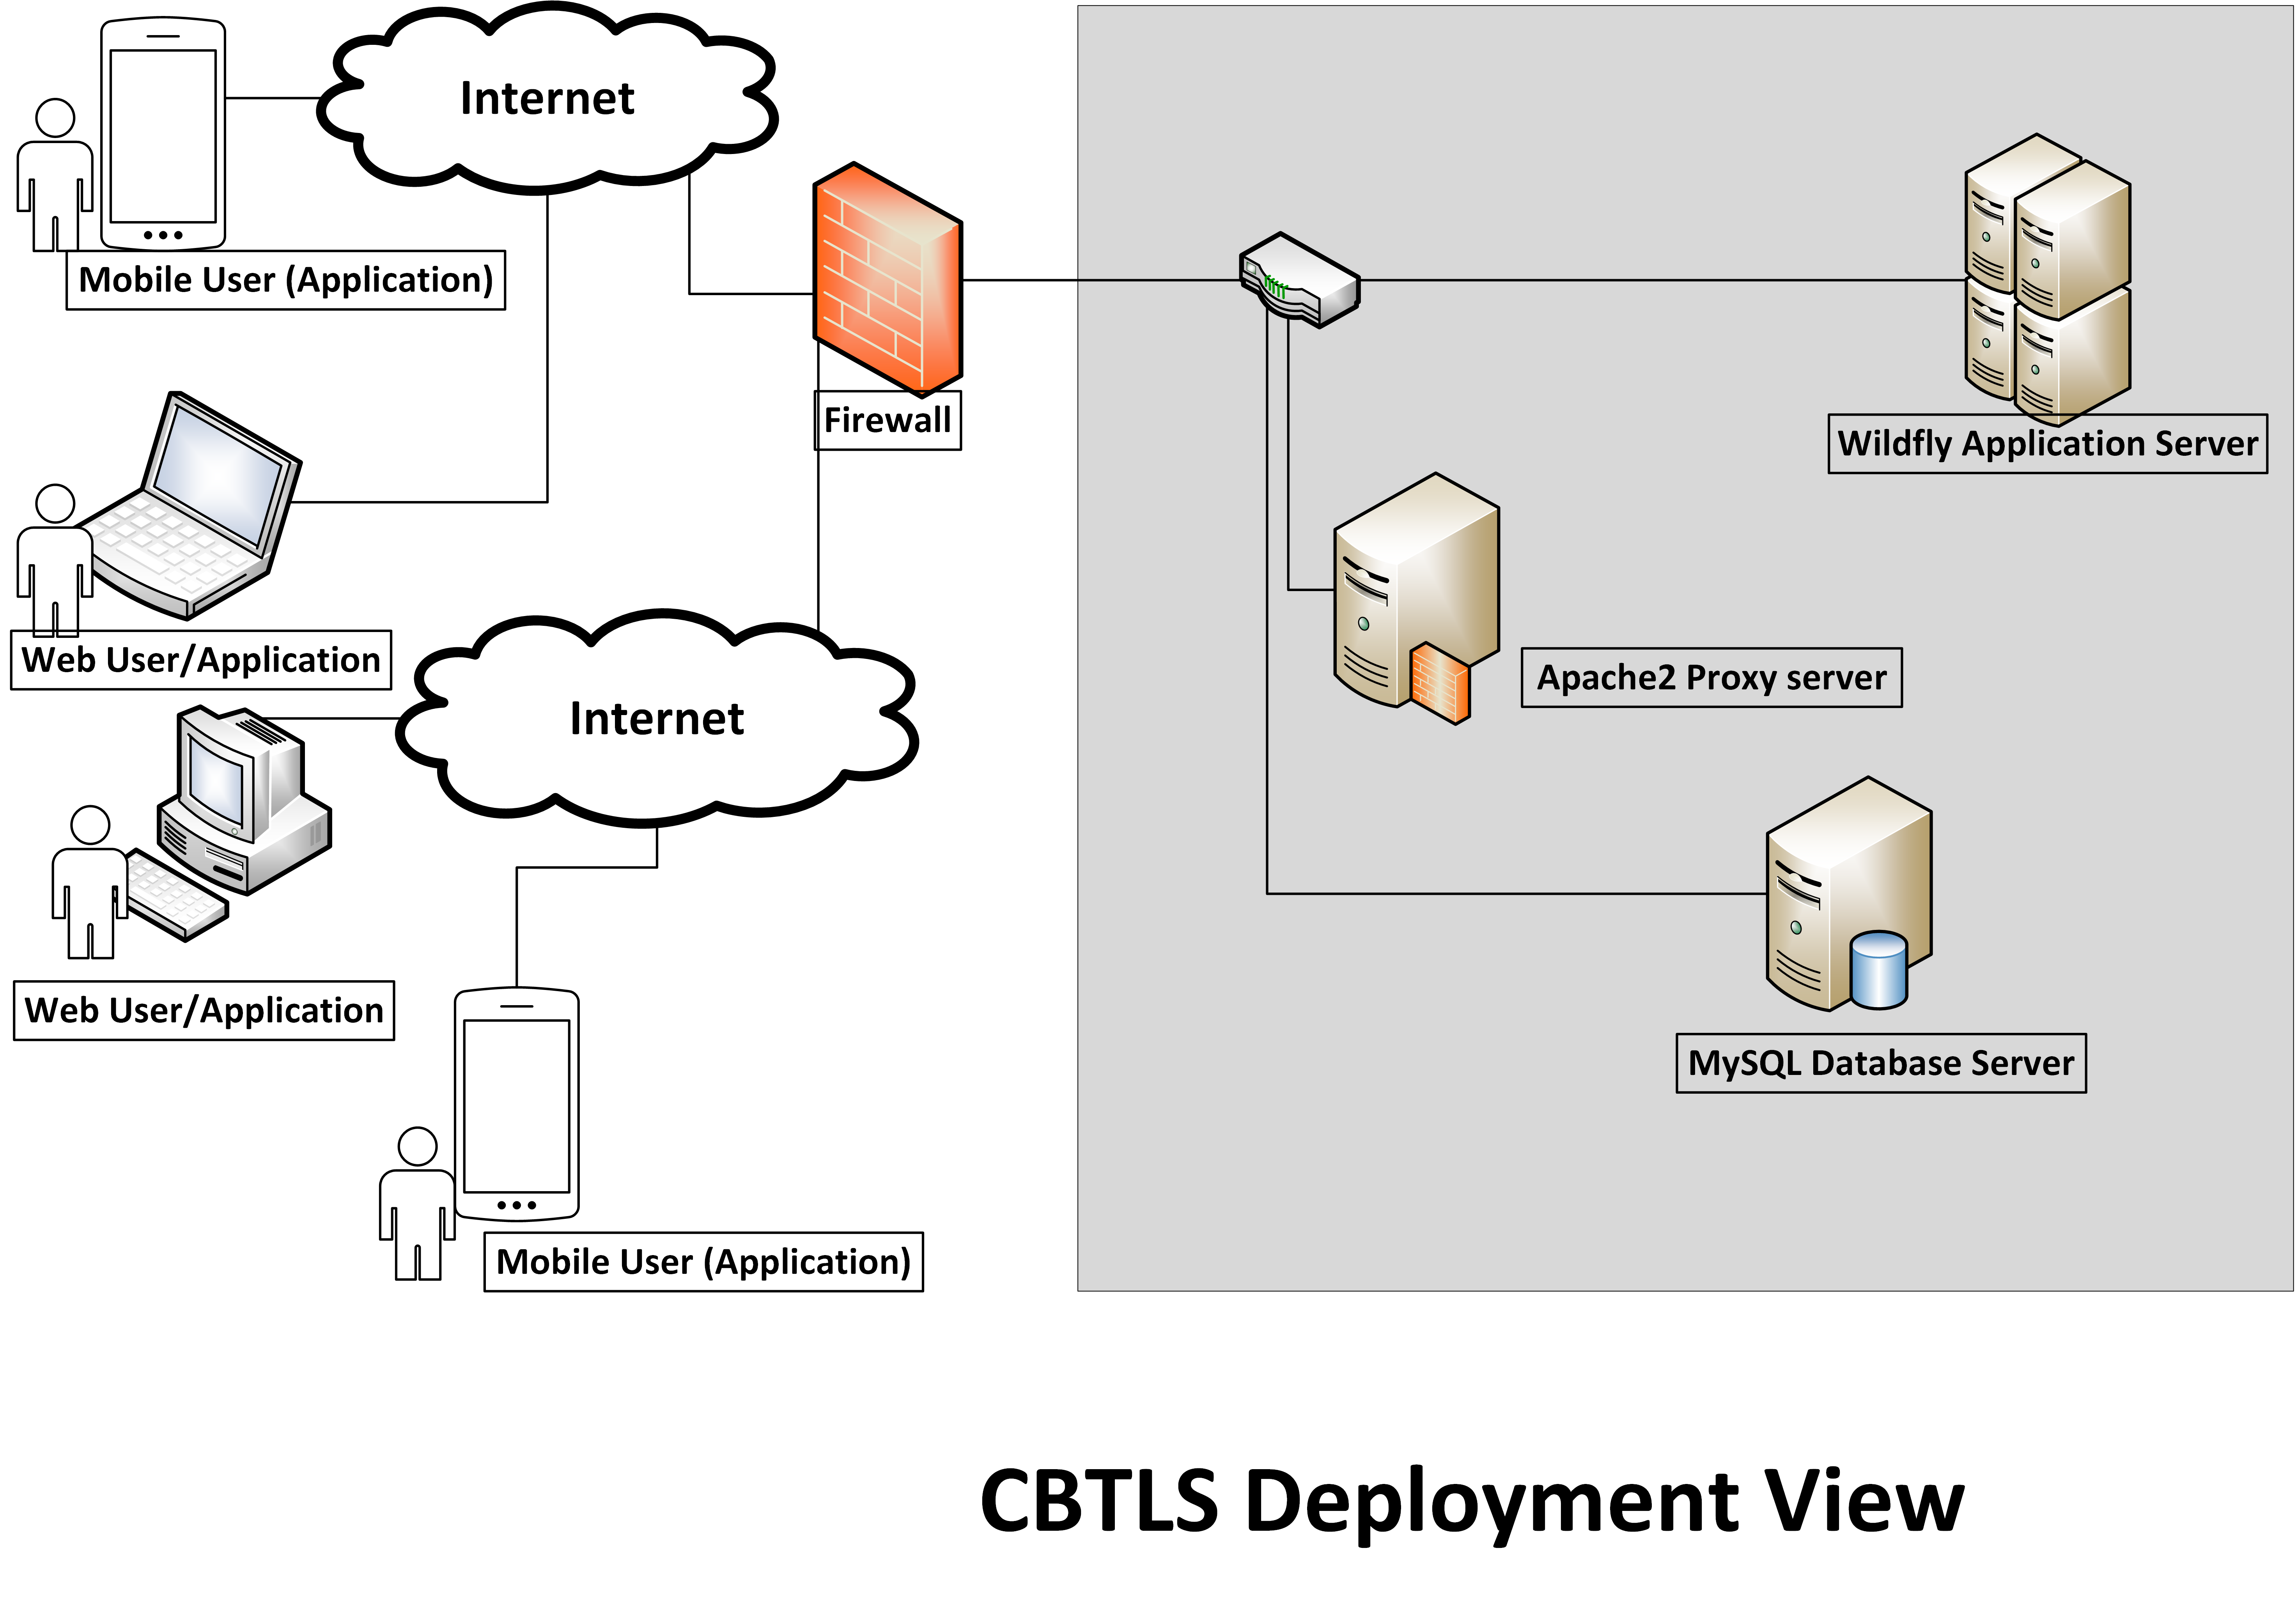 Internet
Mobile User (Application)
Firewall
Wildfly Application Server
Web User/Application
Apache2 Proxy server
Internet
Web User/Application
MySQL Database Server
Mobile User (Application)
CBTLS Deployment View